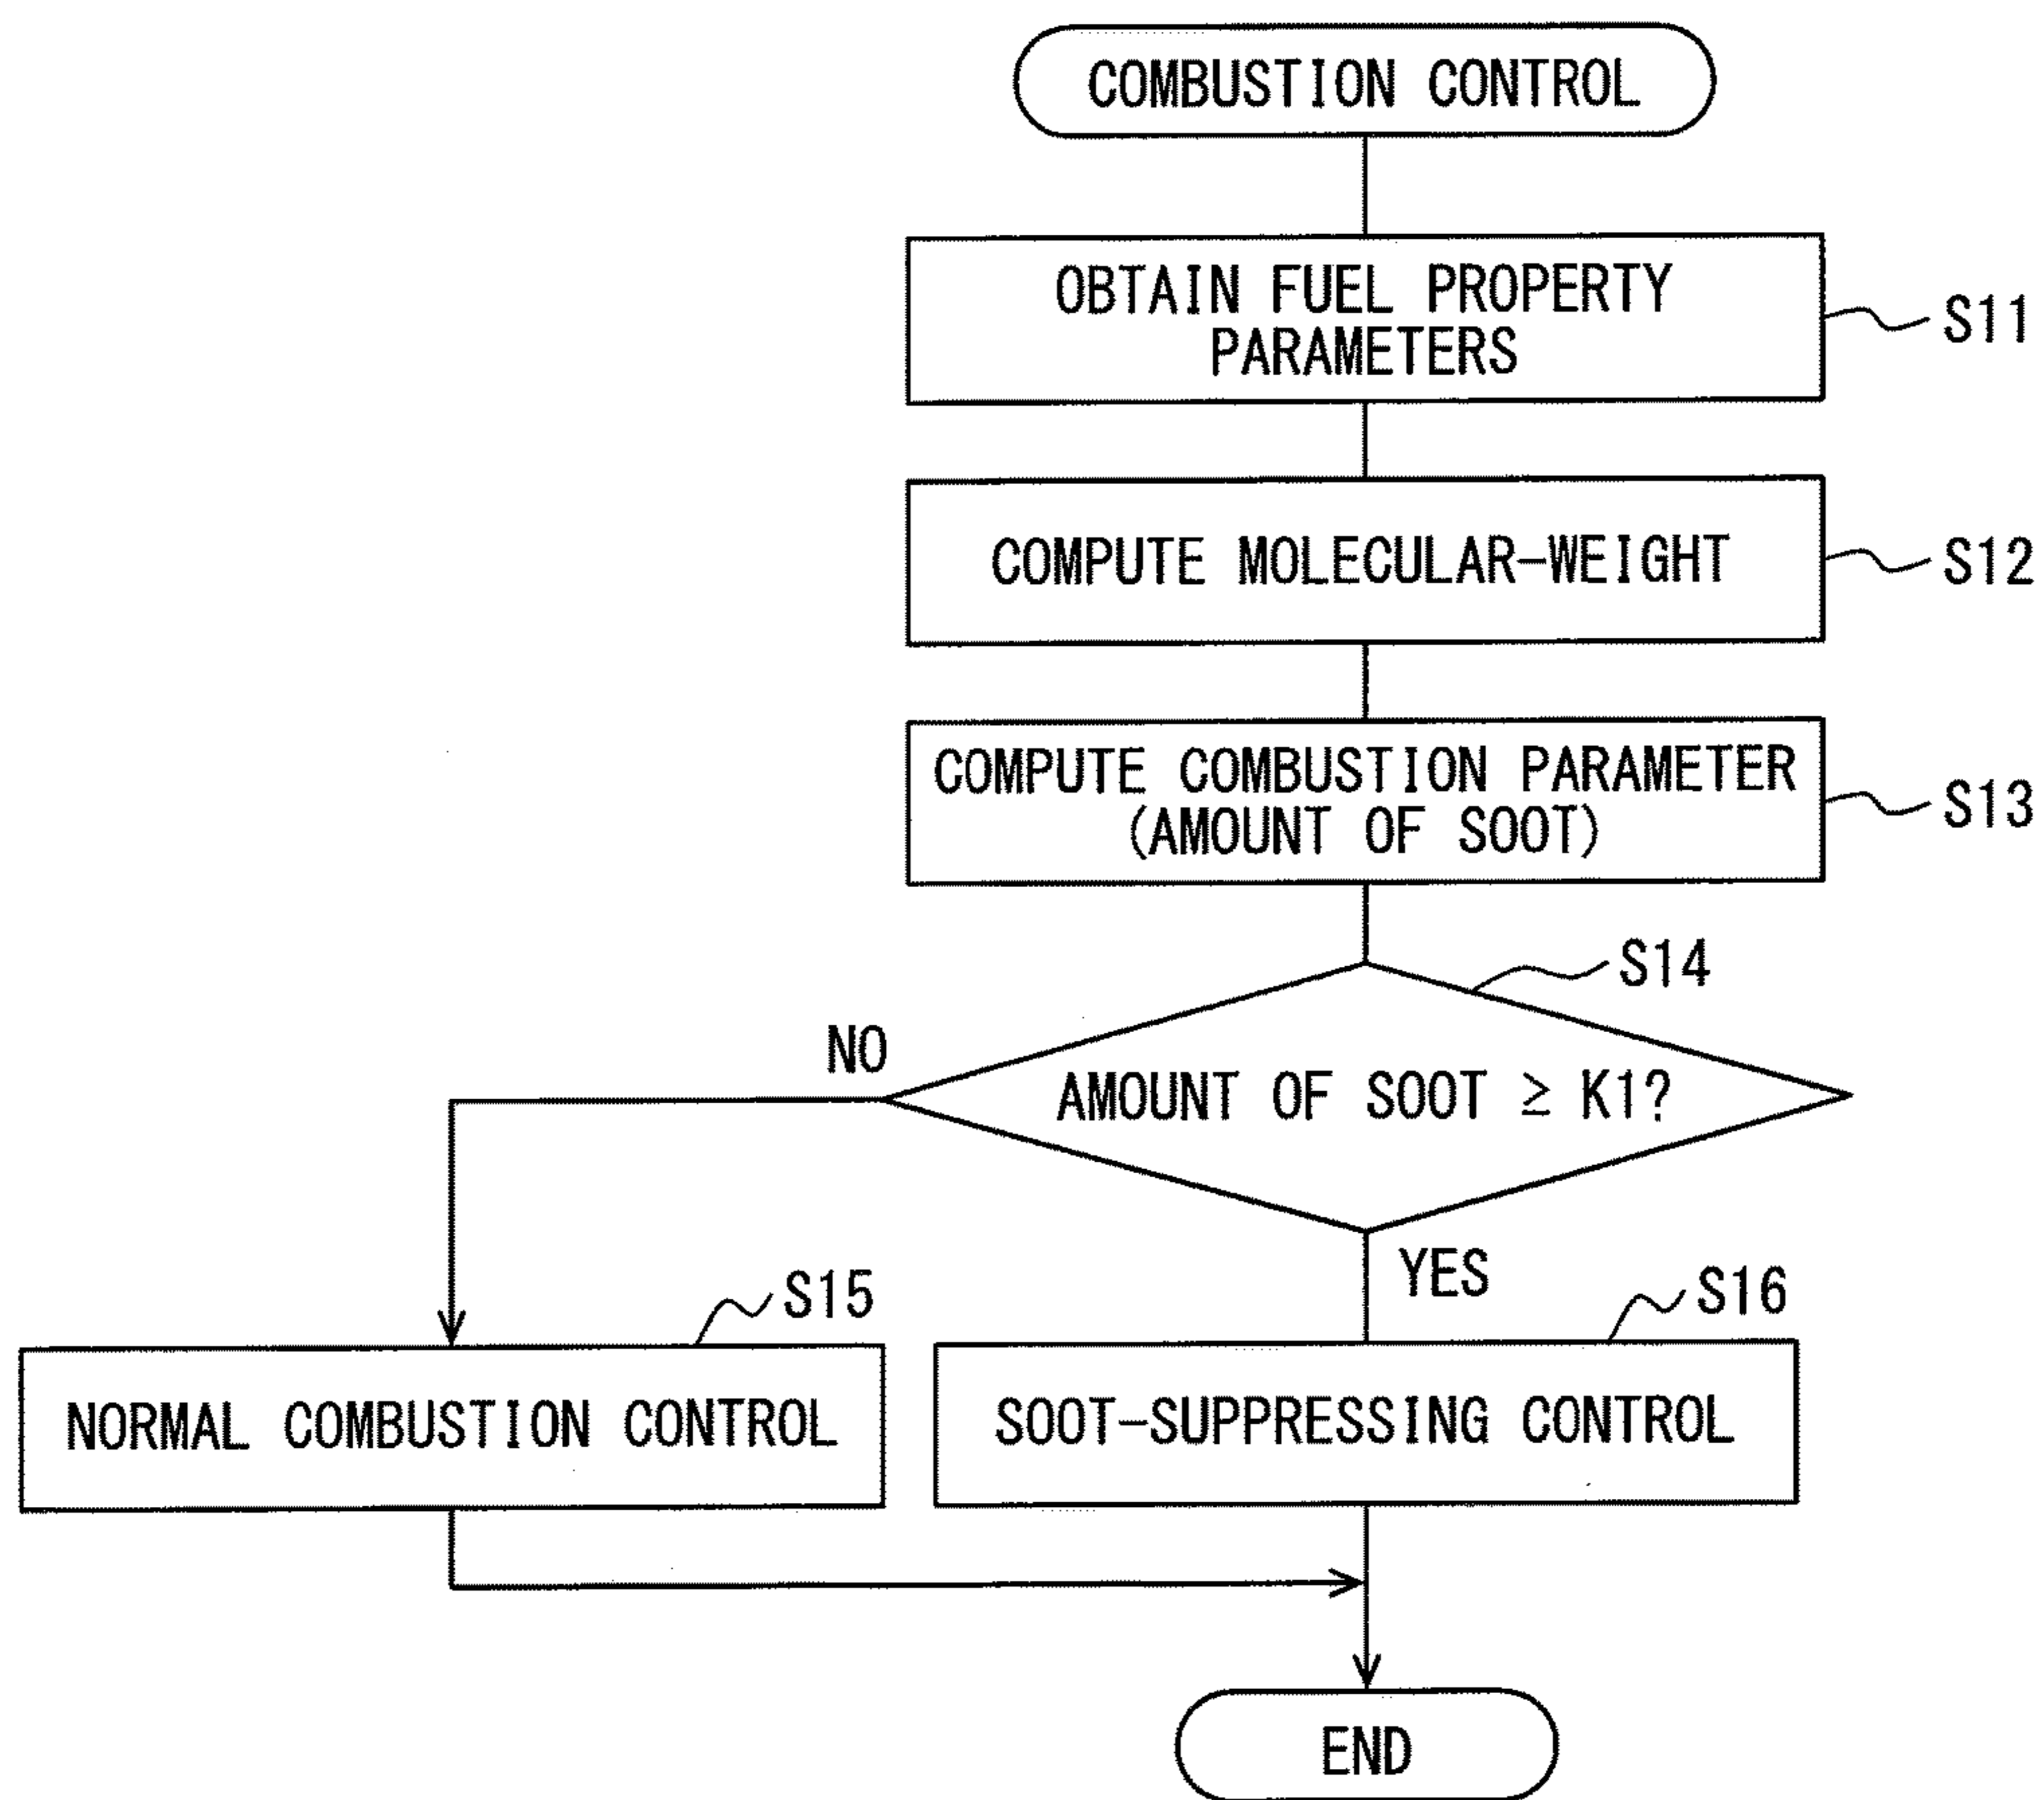 COMBUSTION CONTROL
OBTAIN FUEL PROPERTY
PARAMETERS
S11
COMPUTE MOLECULAR-WEIGHT
S12
COMPUTE COMBUSTION PARAMETER
(AMOUNT OF SOOT)
S13
S14
NO
AMOUNT OF SOOT ≥ K1?
YES
S15
S16
NORMAL COMBUSTION CONTROL
SOOT-SUPPRESSING CONTROL
END